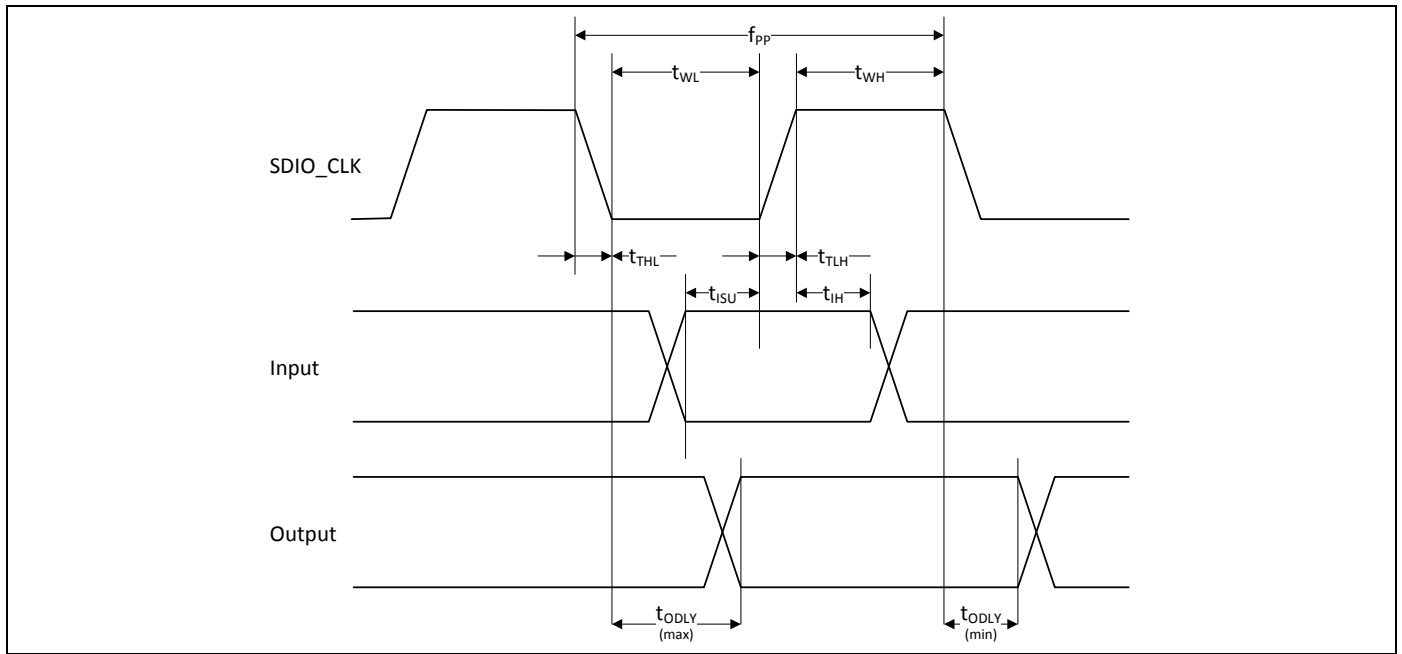 fPP
tWL
tWH
SDIO_CLK
tTHL
tTLH
tISU
tIH
Input
Output
tODLY
(max)
tODLY
(min)